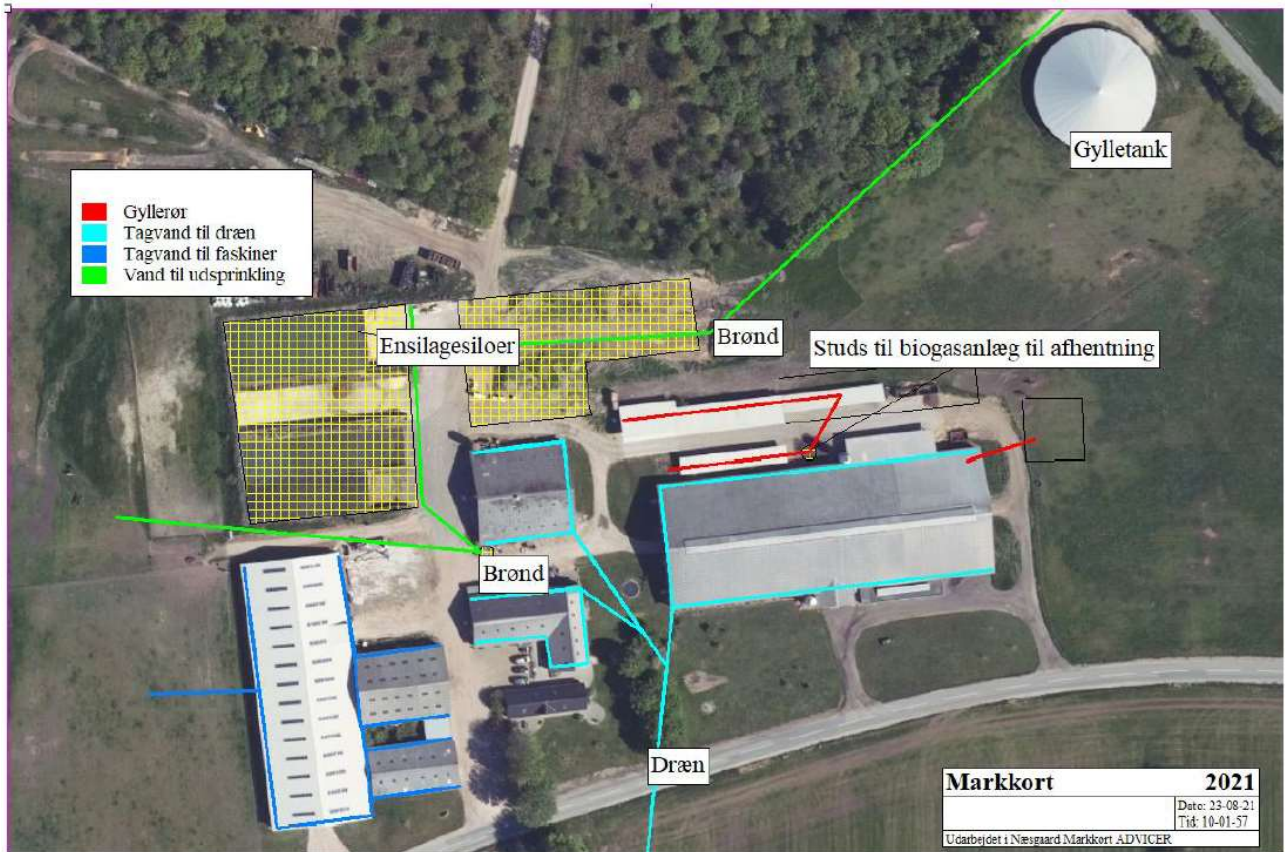 Gylletank
Gyllerør
Tagvand til dræn
Tagvand til faskiner
Vand til udsprinkling
Ensilagesiloer
Brønd
Studs til biogasanlæg til afhentning
Brønd
Dræn
Markkort 2021
Dato: 23-08-21
Tid: 10-01-57
Udarbejdet i Næsgaard Markkort ADVICER